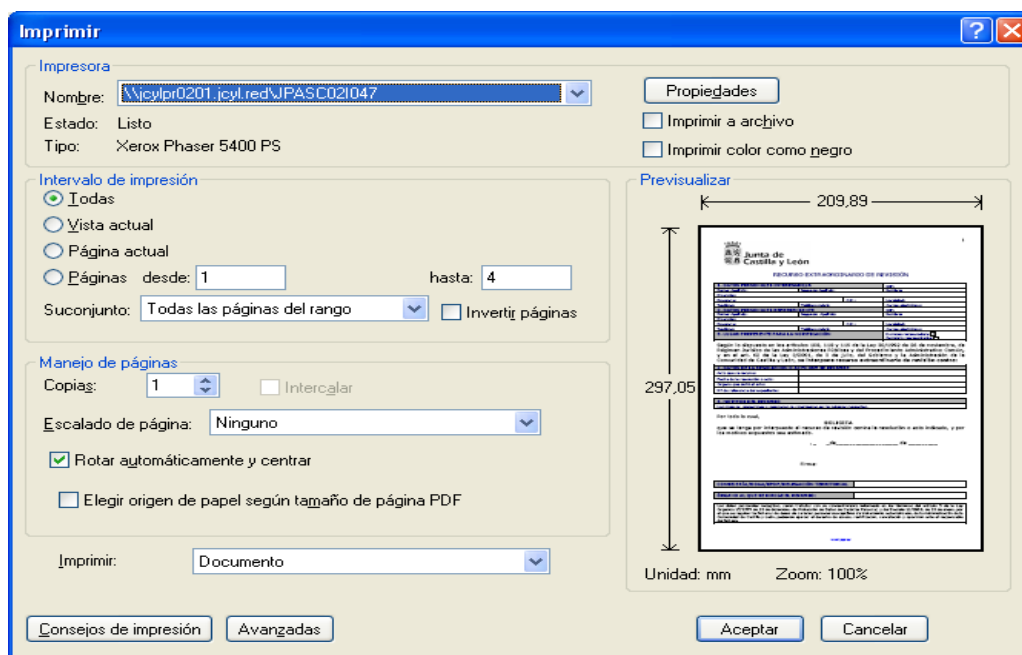 Imprimir
Impresora
Nombre: \\jcylpr0201.jcyl.red\JPASC02I047
Propiedades
Estado: Listo
Imprimir a archivo
Tipo: Xerox Phaser 5400 PS
Imprimir color como negro
Intervalo de impresión
Todas
Vista actual
Página actual
Páginas desde: 1 hasta: 4
Suconjunto: Todas las páginas del rango
Invertir páginas
Manejo de páginas
Copias: 1
Intercalar
Escalado de página: Ninguno
Rotar automáticamente y centrar
Elegir origen de papel según tamaño de página PDF
Imprimir: Documento
Previsualizar
209,89
297,05
Junta de
Castilla y León
RECURSO EXTRAORDINARIO DE REVISIÓN
Unidad: mm Zoom: 100%
Consejos de impresión
Avanzadas
Aceptar
Cancelar